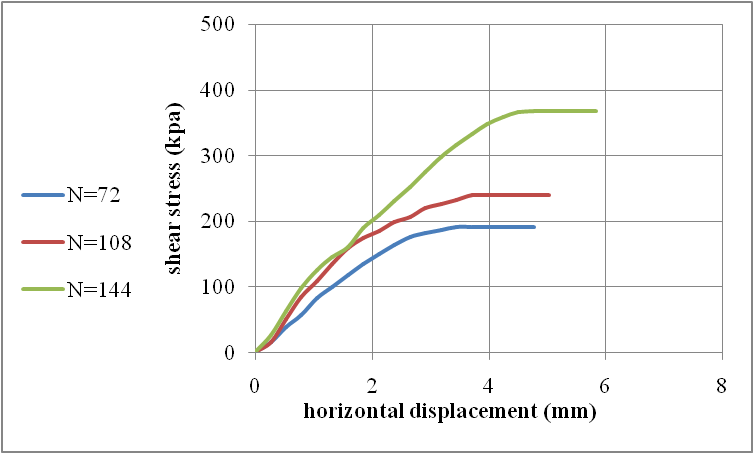 500
400
300
200
100
0
shear stress (kpa)
N=72
N=108
N=144
0 2 4 6 8
horizontal displacement (mm)